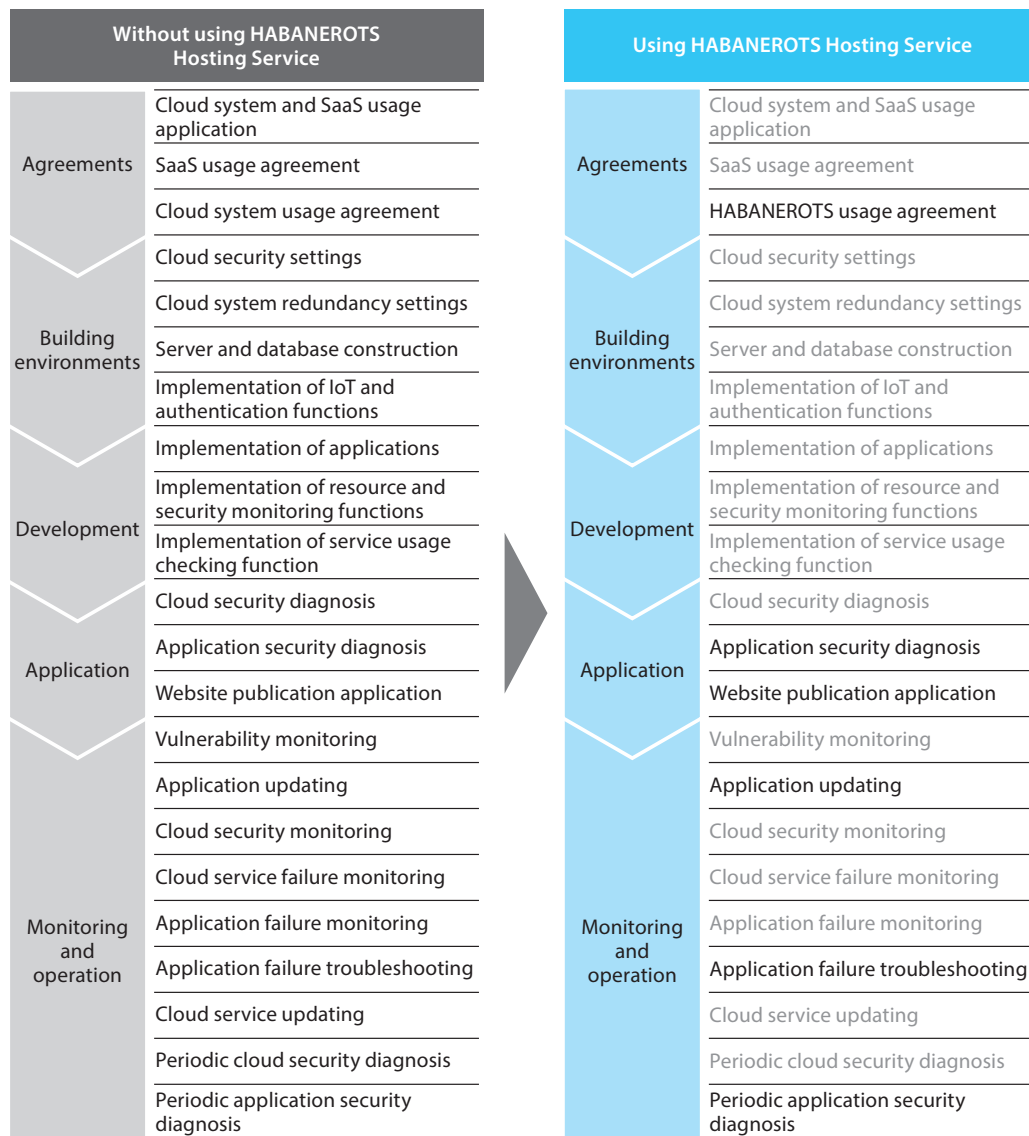 Without using HABANEROTS
Hosting Service
Agreements
Cloud system and SaaS usage
application
SaaS usage agreement
Cloud system usage agreement
Building
environments
Cloud security settings
Cloud system redundancy settings
Server and database construction
Implementation of IoT and
authentication functions
Development
Implementation of applications
Implementation of resource and
security monitoring functions
Implementation of service usage
checking function
Application
Cloud security diagnosis
Application security diagnosis
Website publication application
Monitoring
and
operation
Vulnerability monitoring
Application updating
Cloud security monitoring
Cloud service failure monitoring
Application failure monitoring
Application failure troubleshooting
Cloud service updating
Periodic cloud security diagnosis
Periodic application security
diagnosis
Using HABANEROTS Hosting Service
Agreements
Cloud system and SaaS usage
application
SaaS usage agreement
HABANEROTS usage agreement
Building
environments
Cloud security settings
Cloud system redundancy settings
Server and database construction
Implementation of IoT and
authentication functions
Development
Implementation of applications
Implementation of resource and
security monitoring functions
Implementation of service usage
checking function
Application
Cloud security diagnosis
Application security diagnosis
Website publication application
Monitoring
and
operation
Vulnerability monitoring
Application updating
Cloud security monitoring
Cloud service failure monitoring
Application failure monitoring
Application failure troubleshooting
Cloud service updating
Periodic cloud security diagnosis
Periodic application security
diagnosis